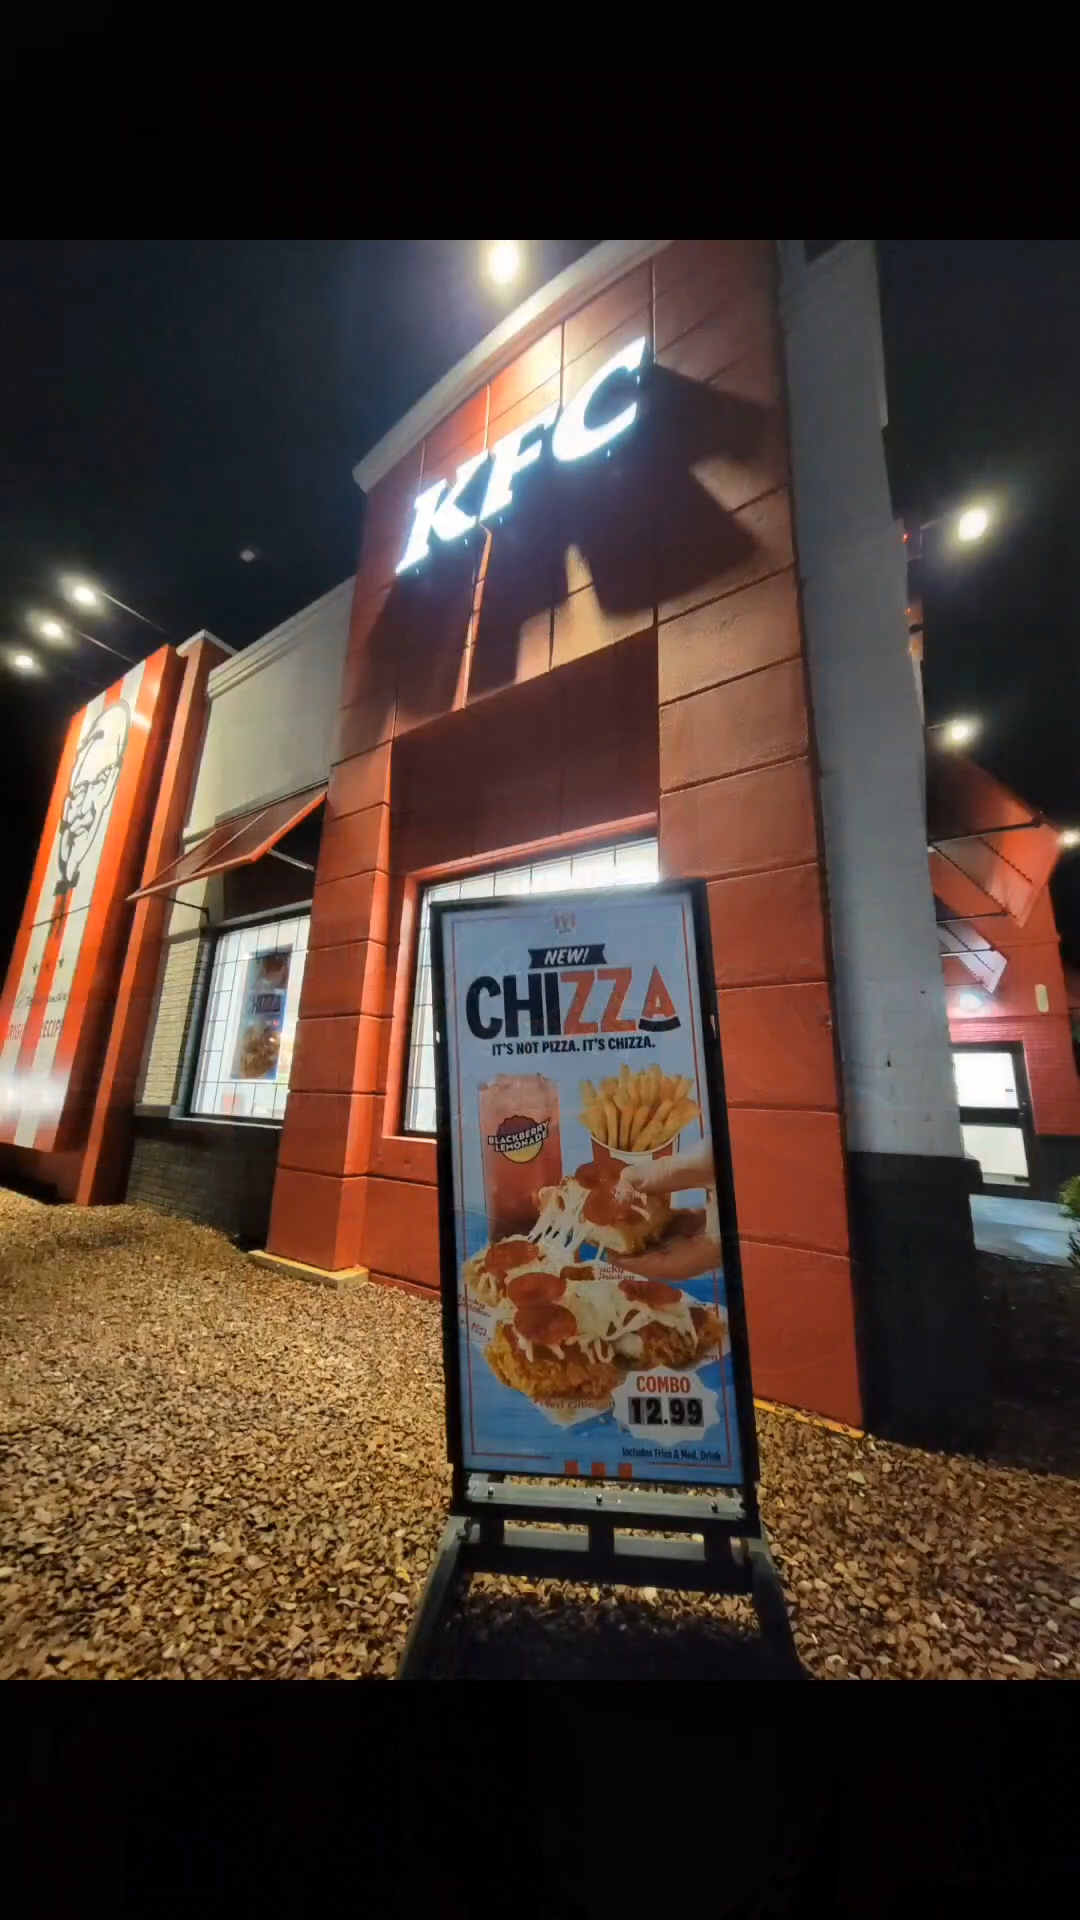 KFC
NEW!
CHIZZA
IT'S NOT PIZZA. IT'S CHIZZA.
BLACKBERRY
LEMONADE
COMBO
12.99
Includes Fries & Med. Drink
CHIZZA